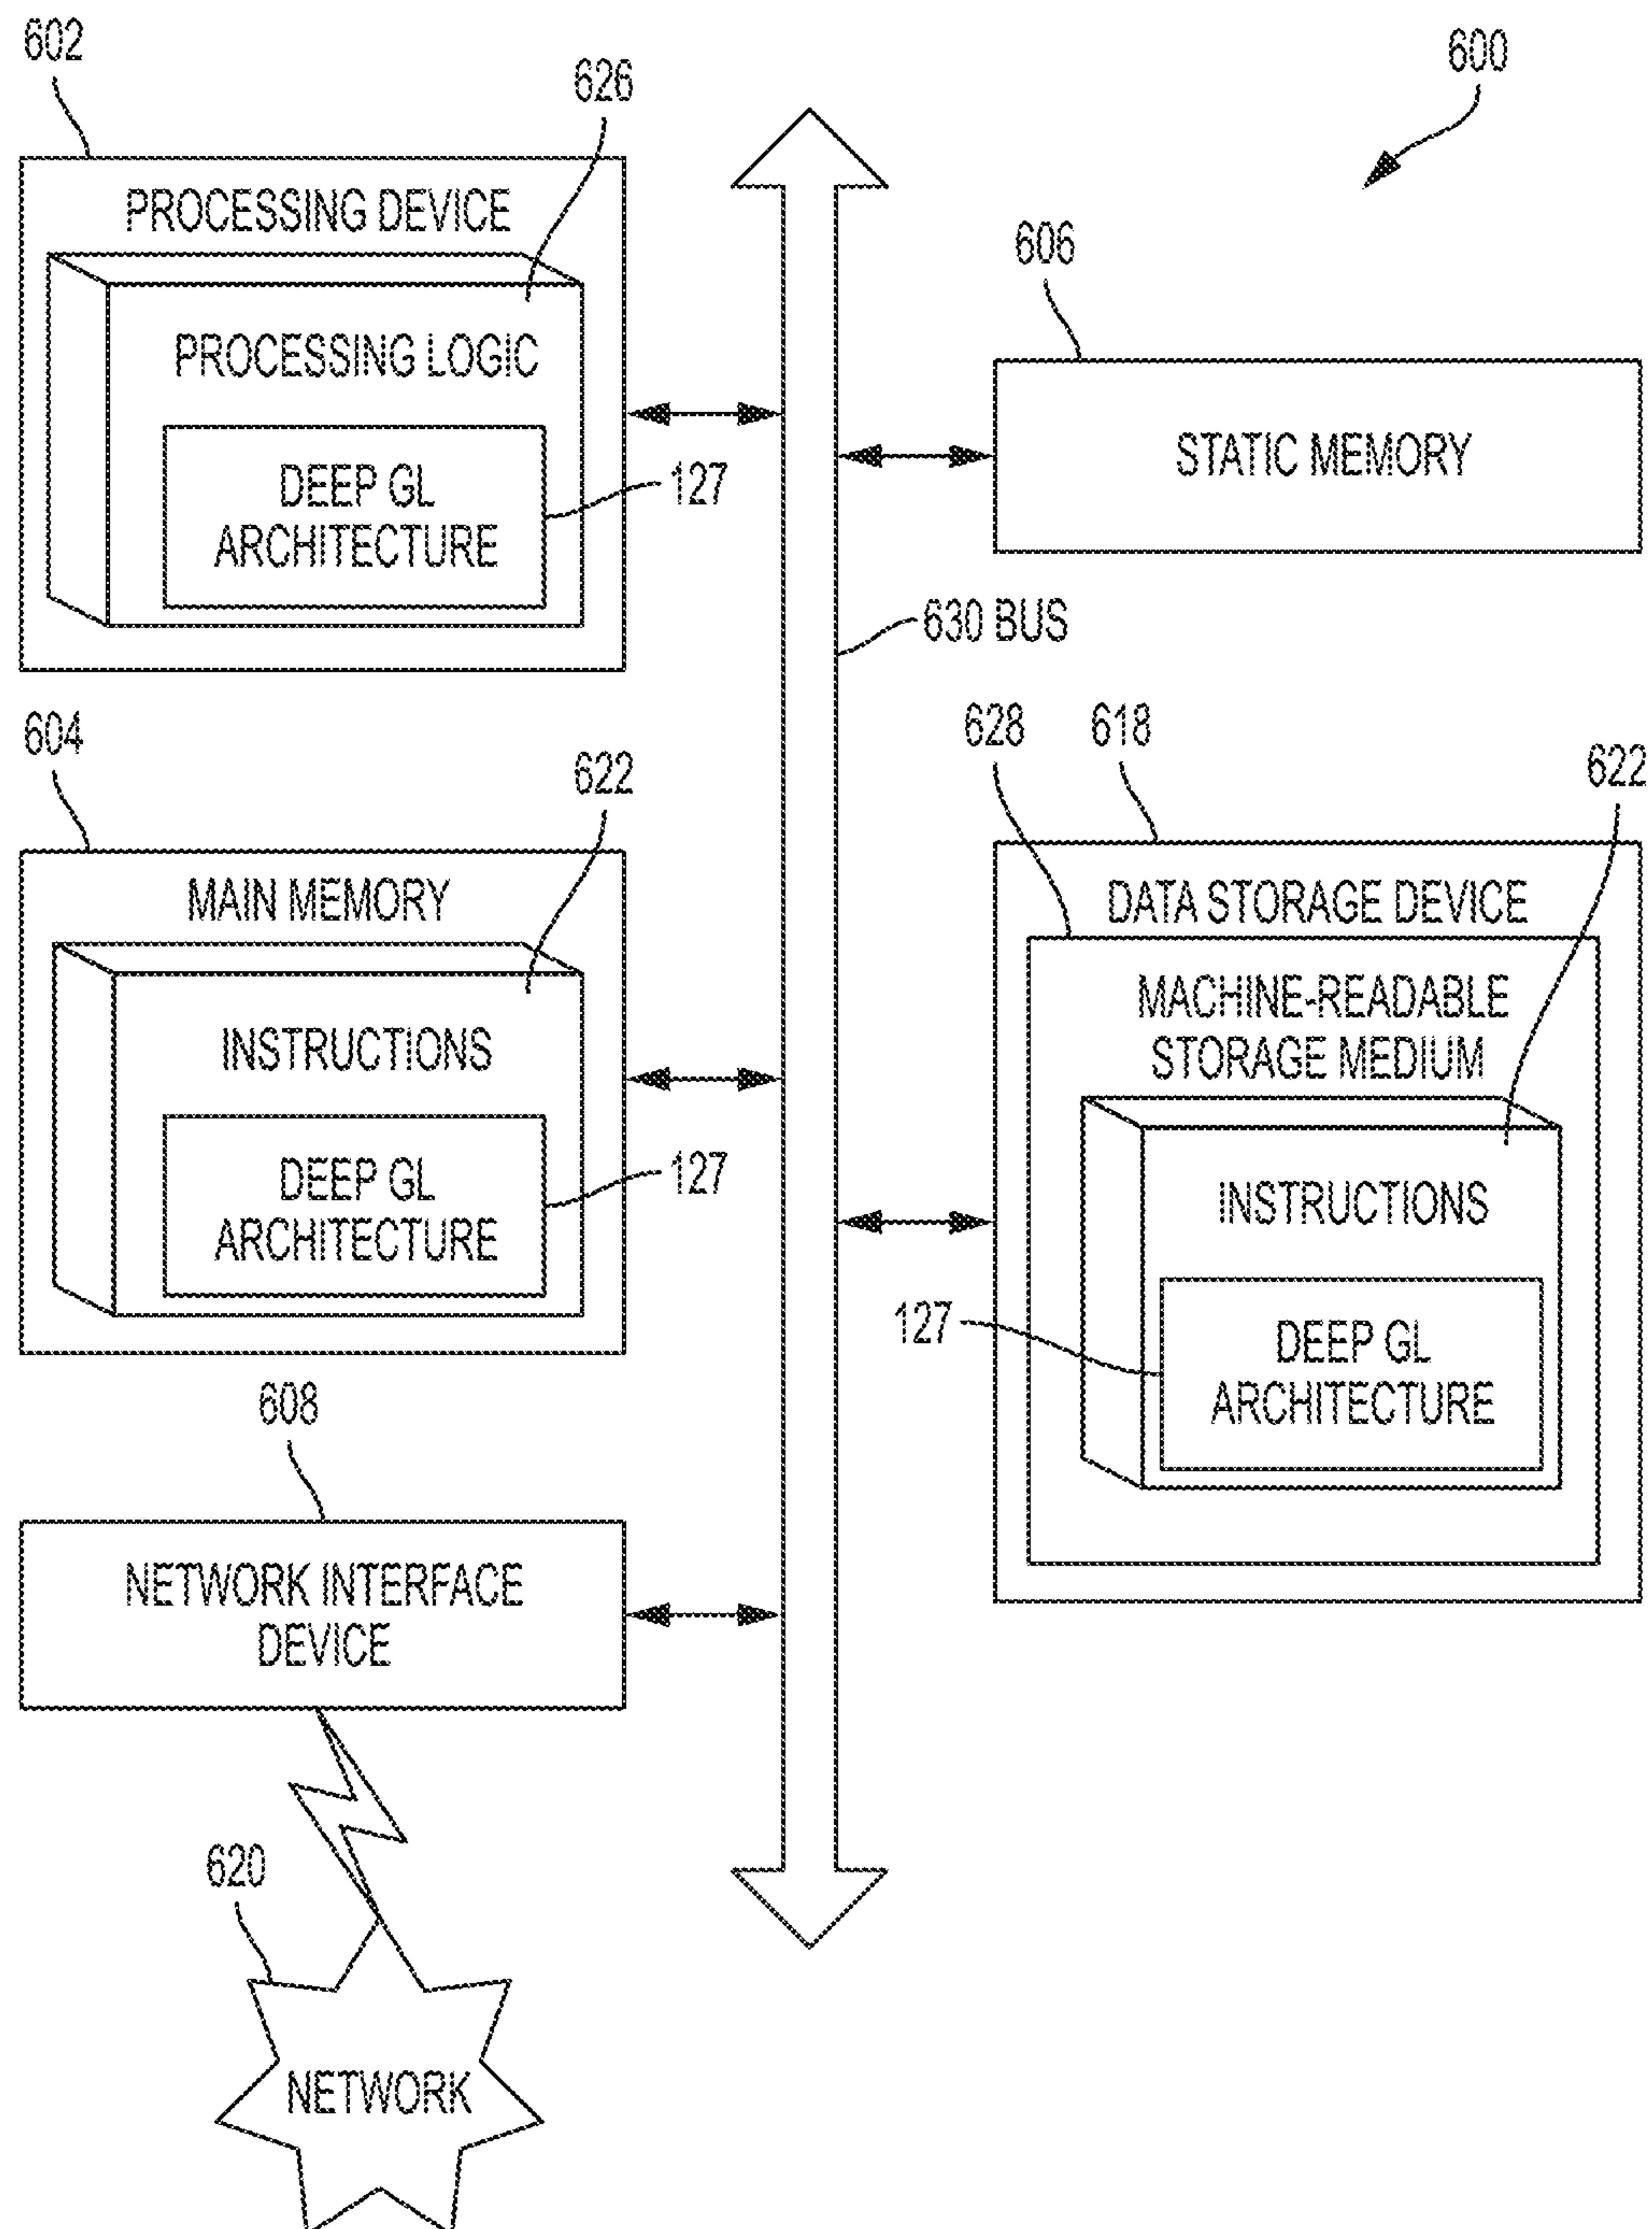 602
626
600
PROCESSING DEVICE
606
PROCESSING LOGIC
STATIC MEMORY
DEEP GL
ARCHITECTURE
127
630 BUS
604
622
628
618
622
MAIN MEMORY
DATA STORAGE DEVICE
MACHINE-READABLE
STORAGE MEDIUM
INSTRUCTIONS
DEEP GL
ARCHITECTURE
127
INSTRUCTIONS
127
DEEP GL
ARCHITECTURE
608
NETWORK INTERFACE
DEVICE
620
NETWORK